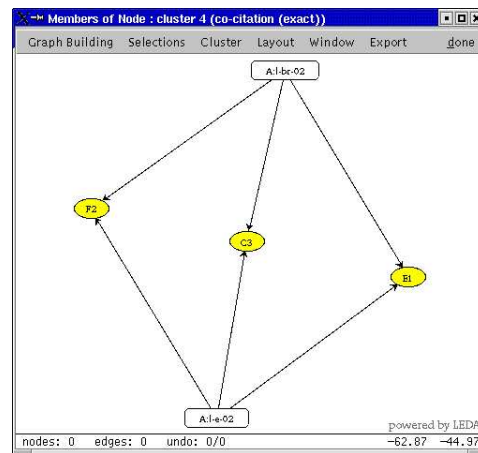 Members of Node : cluster 4 (co-citation (exact))
Graph Building Selections Cluster Layout Window Export done
A:l-br-02
F2
C3
E1
A:l-e-02
powered by LEDA
nodes: 0 edges: 0 undo: 0/0 -62.87 -44.97